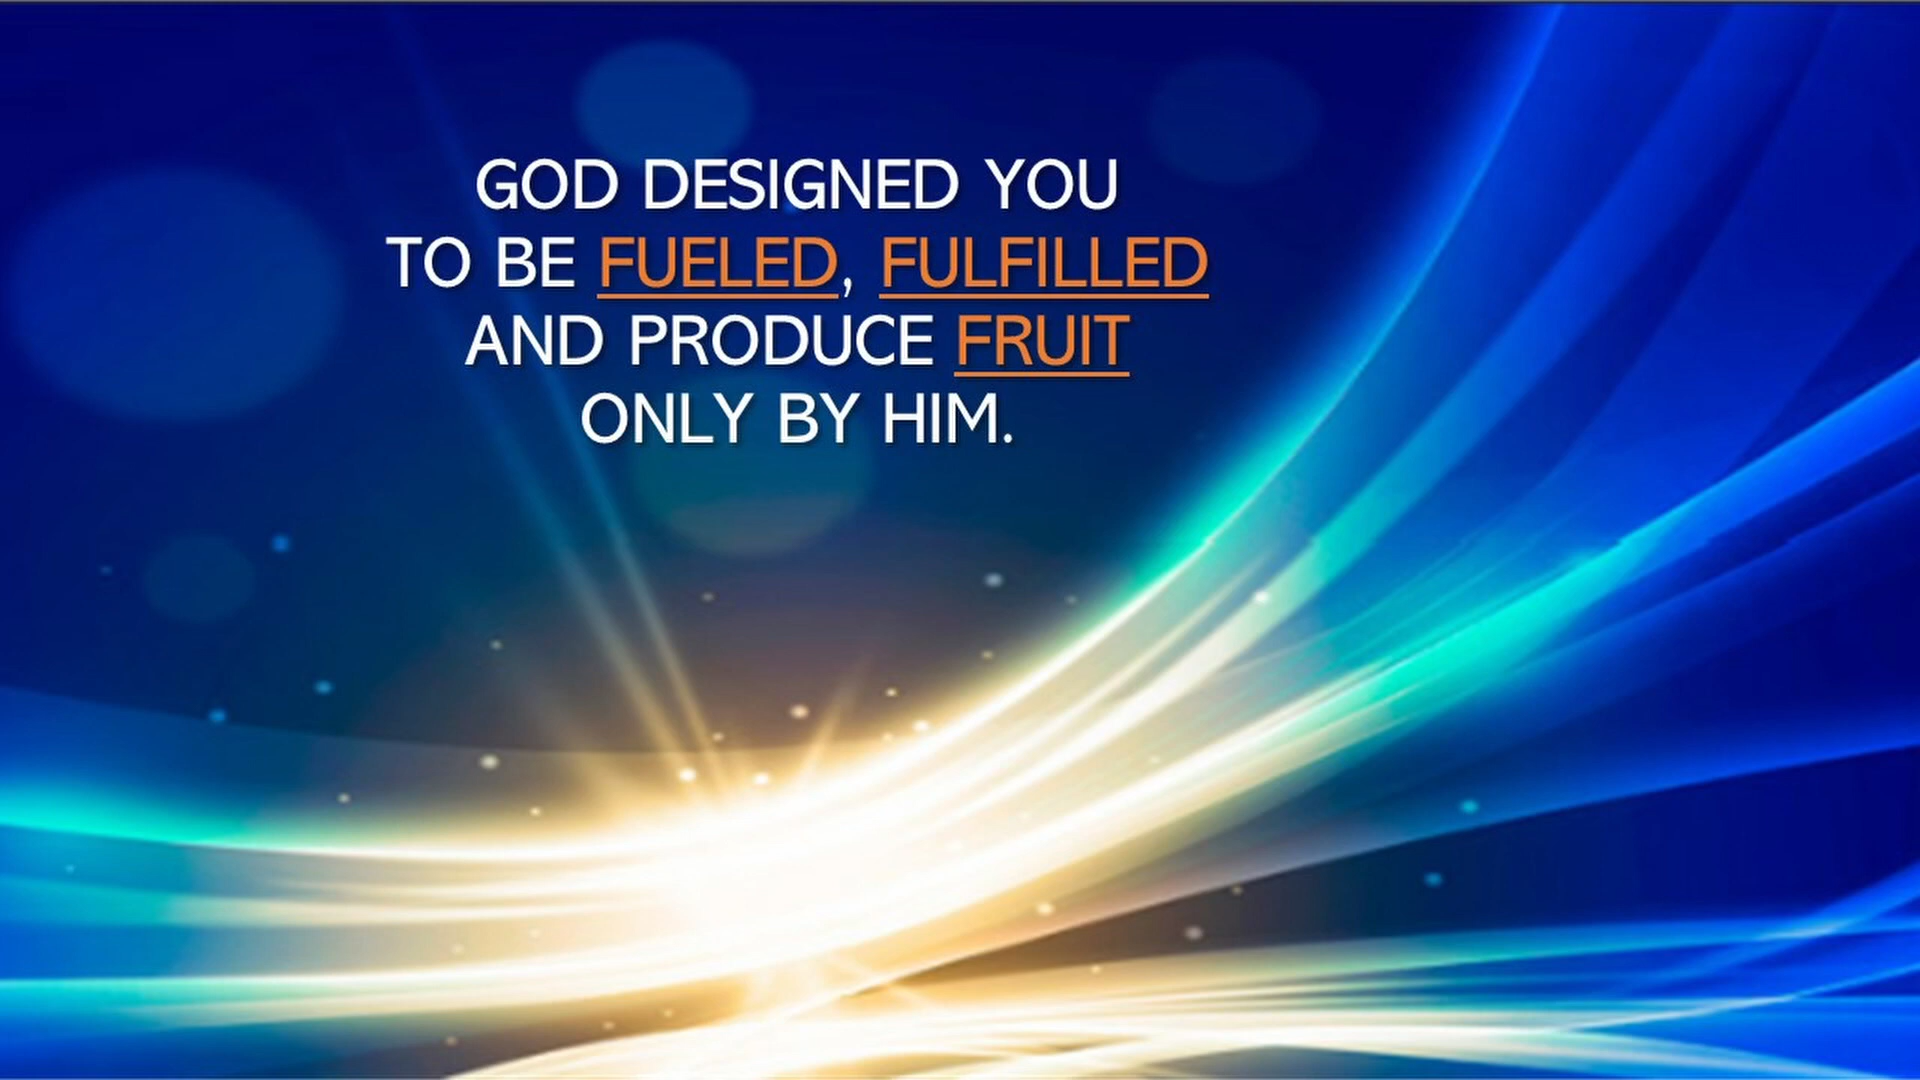 GOD DESIGNED YOU
TO BE FUELED, FULFILLED
AND PRODUCE FRUIT
ONLY BY HIM.